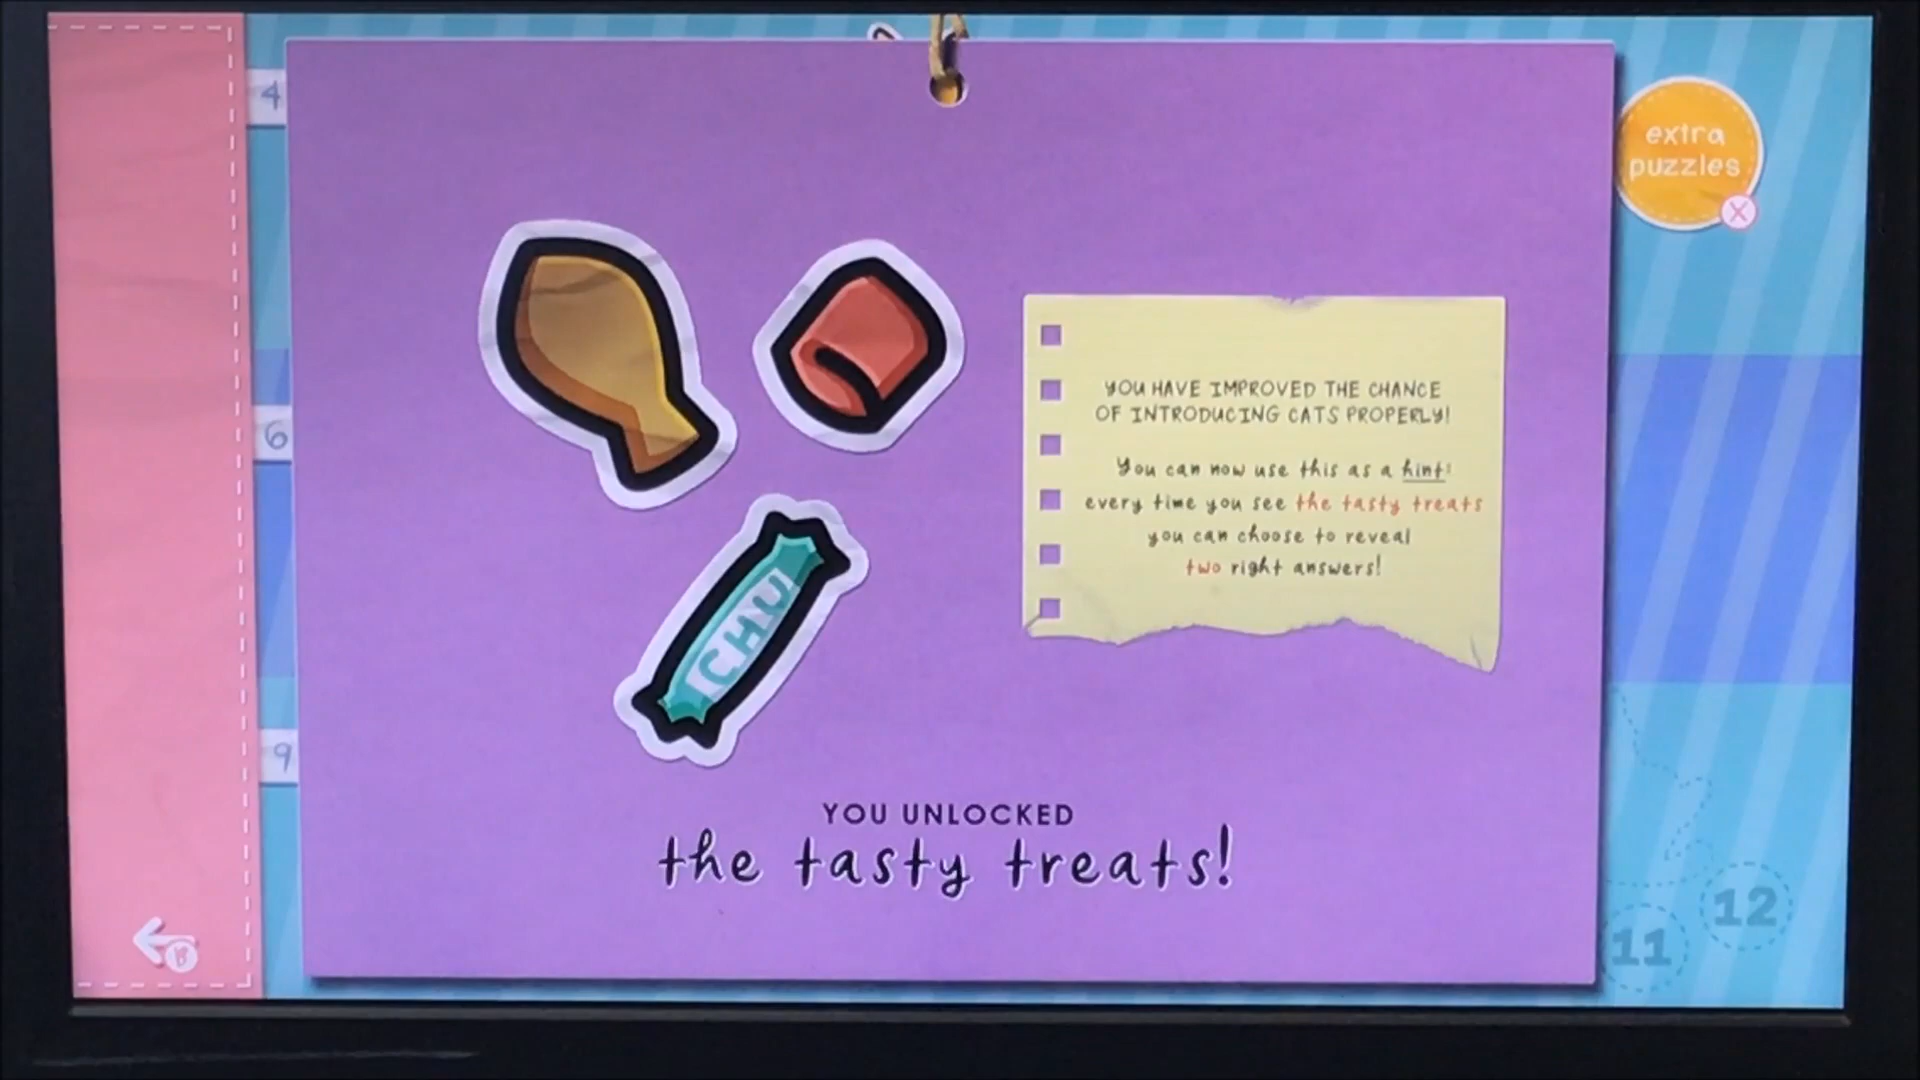 4
extra
puzzles
X
YOU HAVE IMPROVED THE CHANCE
OF INTRODUCING CATS PROPERLY!
You can now use this as a hint:
every time you see the tasty treats
you can choose to reveal
two right answers!
6
CHU
9
YOU UNLOCKED
the tasty treats!
B
12
11